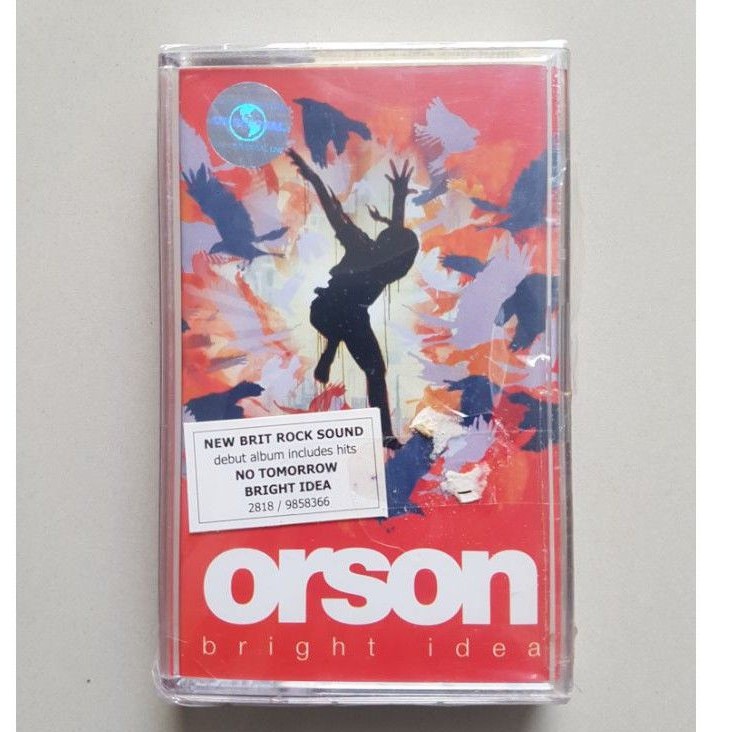 NEW BRIT ROCK SOUND
debut album includes hits
NO TOMORROW
BRIGHT IDEA
2818 / 9858366
orson
bright idea